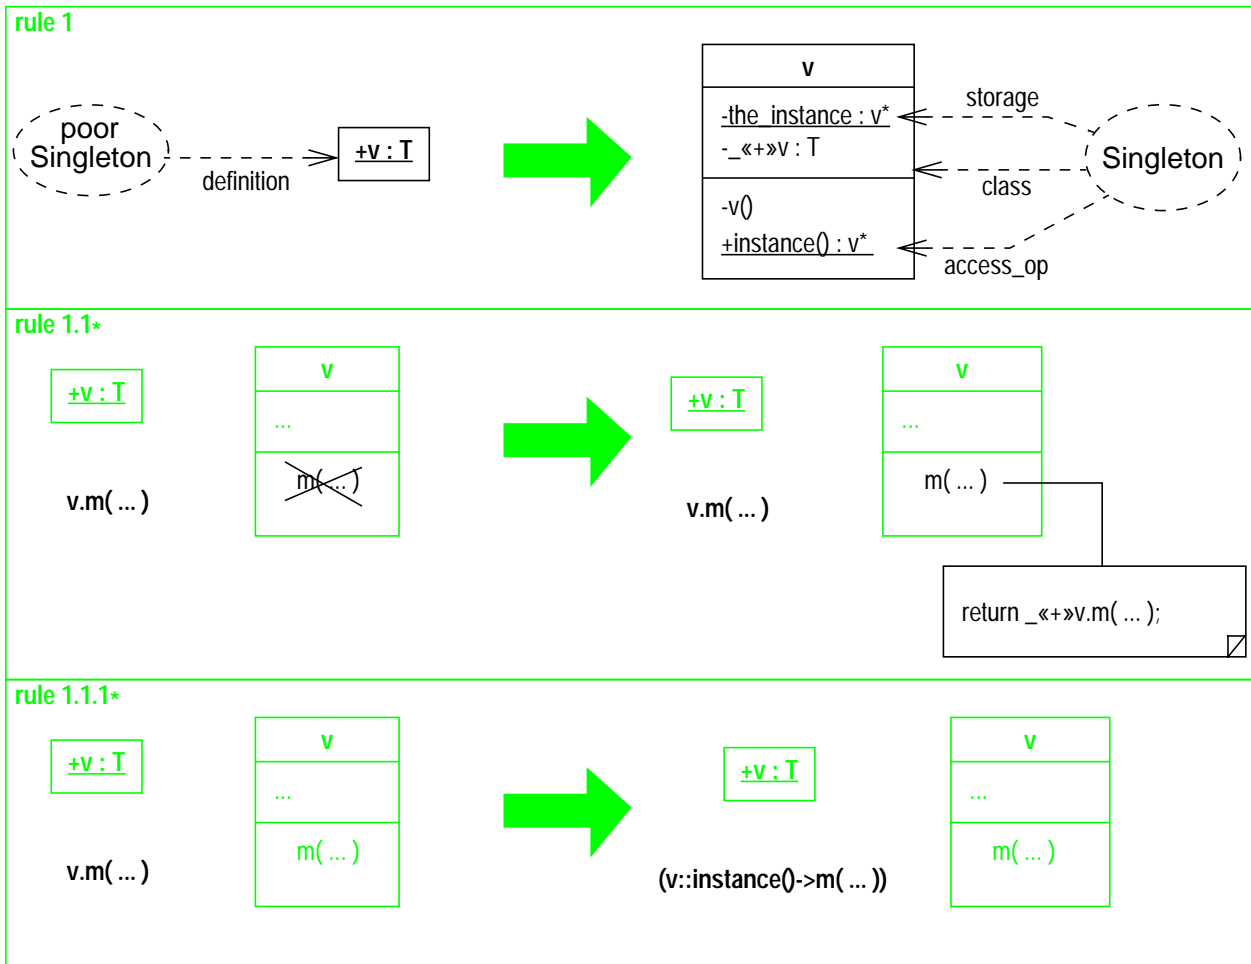 rule 1
poor
Singleton
definition
+v : T
v
-the_instance : v*
-_«+»v : T
-v()
+instance() : v*
storage
class
access_op
Singleton
rule 1.1*
+v : T
v.m( ... )
v
...
m( ... )
+v : T
v.m( ... )
v
...
m( ... )
return _«+»v.m( ... );
rule 1.1.1*
+v : T
v.m( ... )
v
...
m( ... )
+v : T
(v::instance()->m( ... ))
v
...
m( ... )